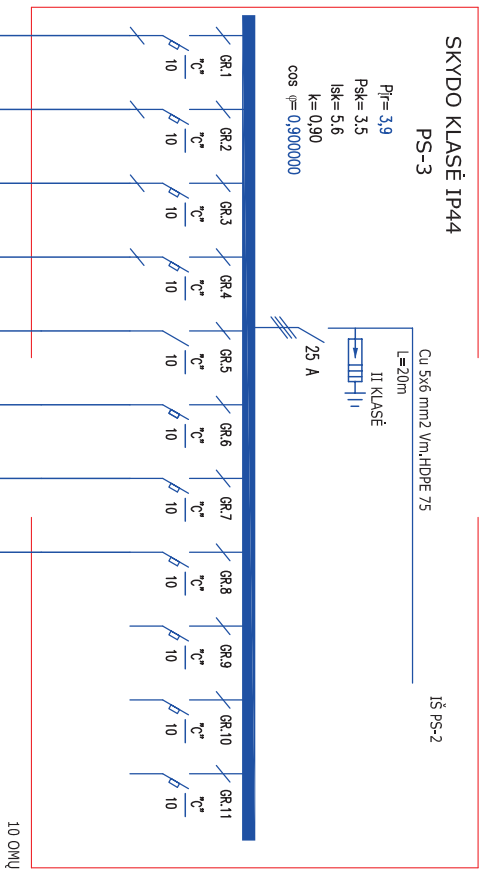 SKYDO KLASĖ IP44
PS-3
Pįr= 3,9
Psk= 3.5
Isk= 5.6
k= 0,90
cos φ= 0,900000
Cu 5x6 mm2 Vm.HDPE 75
L=20m
IŠ PS-2
II KLASĖ
25 A
GR.1
"C"
10
GR.2
"C"
10
GR.3
"C"
10
GR.4
"C"
10
GR.5
"C"
10
GR.6
"C"
10
GR.7
"C"
10
GR.8
"C"
10
GR.9
"C"
10
GR.10
"C"
10
GR.11
"C"
10
10 OMŲ